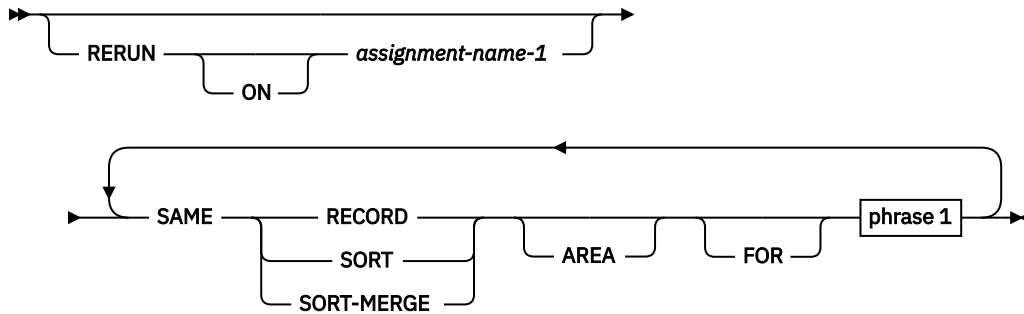 RERUN assignment-name-1
ON
SAME RECORD phrase 1
SORT AREA FOR
SORT-MERGE